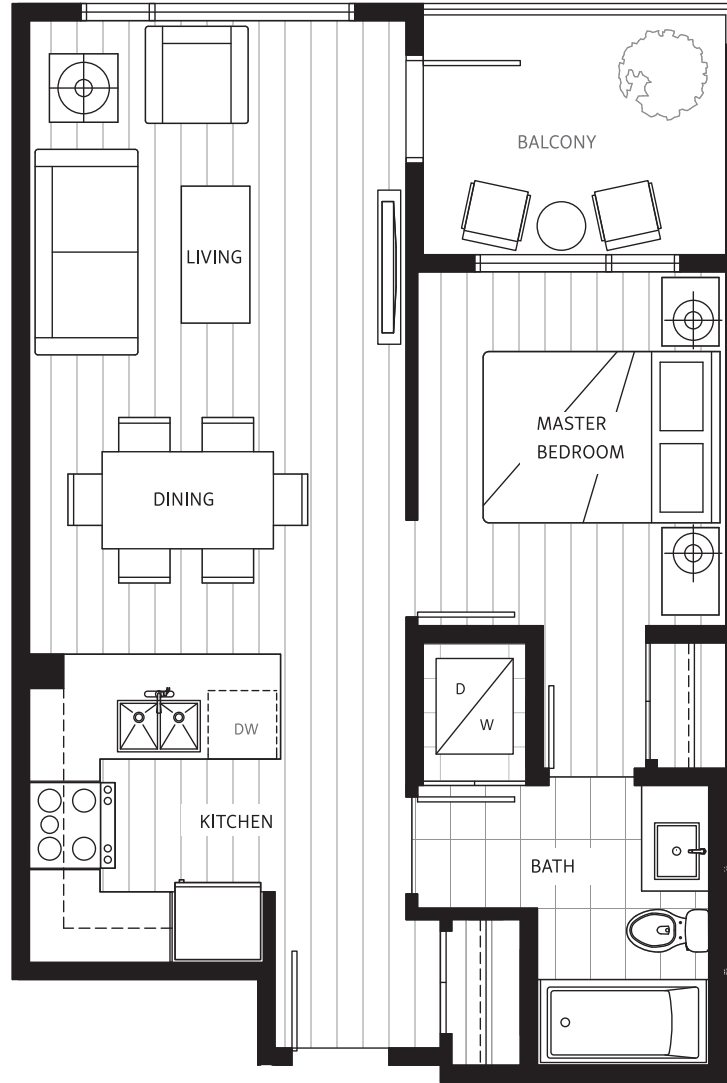 BALCONY
LIVING
MASTER
BEDROOM
DINING
D
W
DW
KITCHEN
BATH